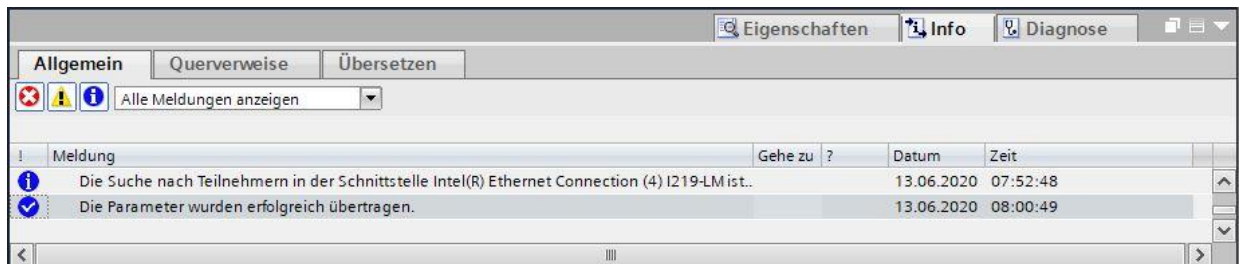 Eigenschaften Info Diagnose
Allgemein Querverweise Übersetzen
Alle Meldungen anzeigen
! Meldung Gehe zu ? Datum Zeit
Die Suche nach Teilnehmern in der Schnittstelle Intel(R) Ethernet Connection (4) I219-LM ist.. 13.06.2020 07:52:48
Die Parameter wurden erfolgreich übertragen. 13.06.2020 08:00:49